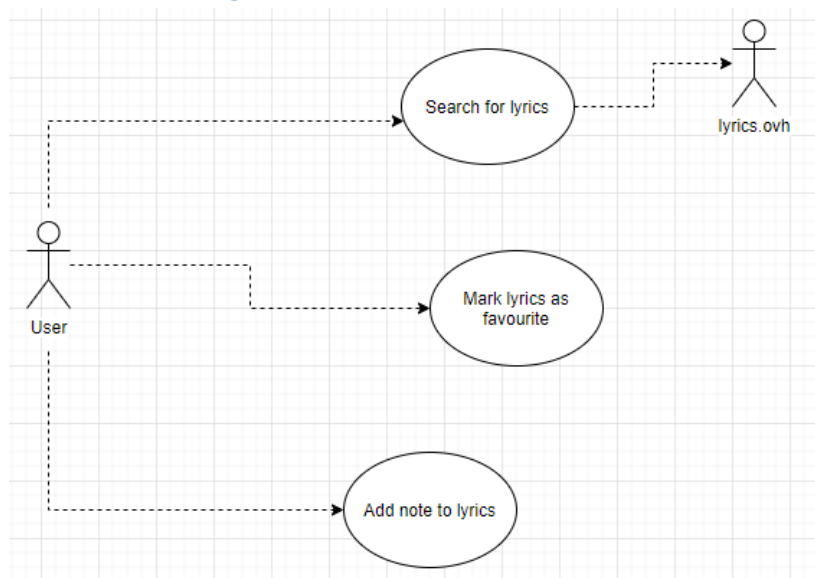 Search for lyrics
lyrics.ovh
Mark lyrics as
favourite
User
Add note to lyrics